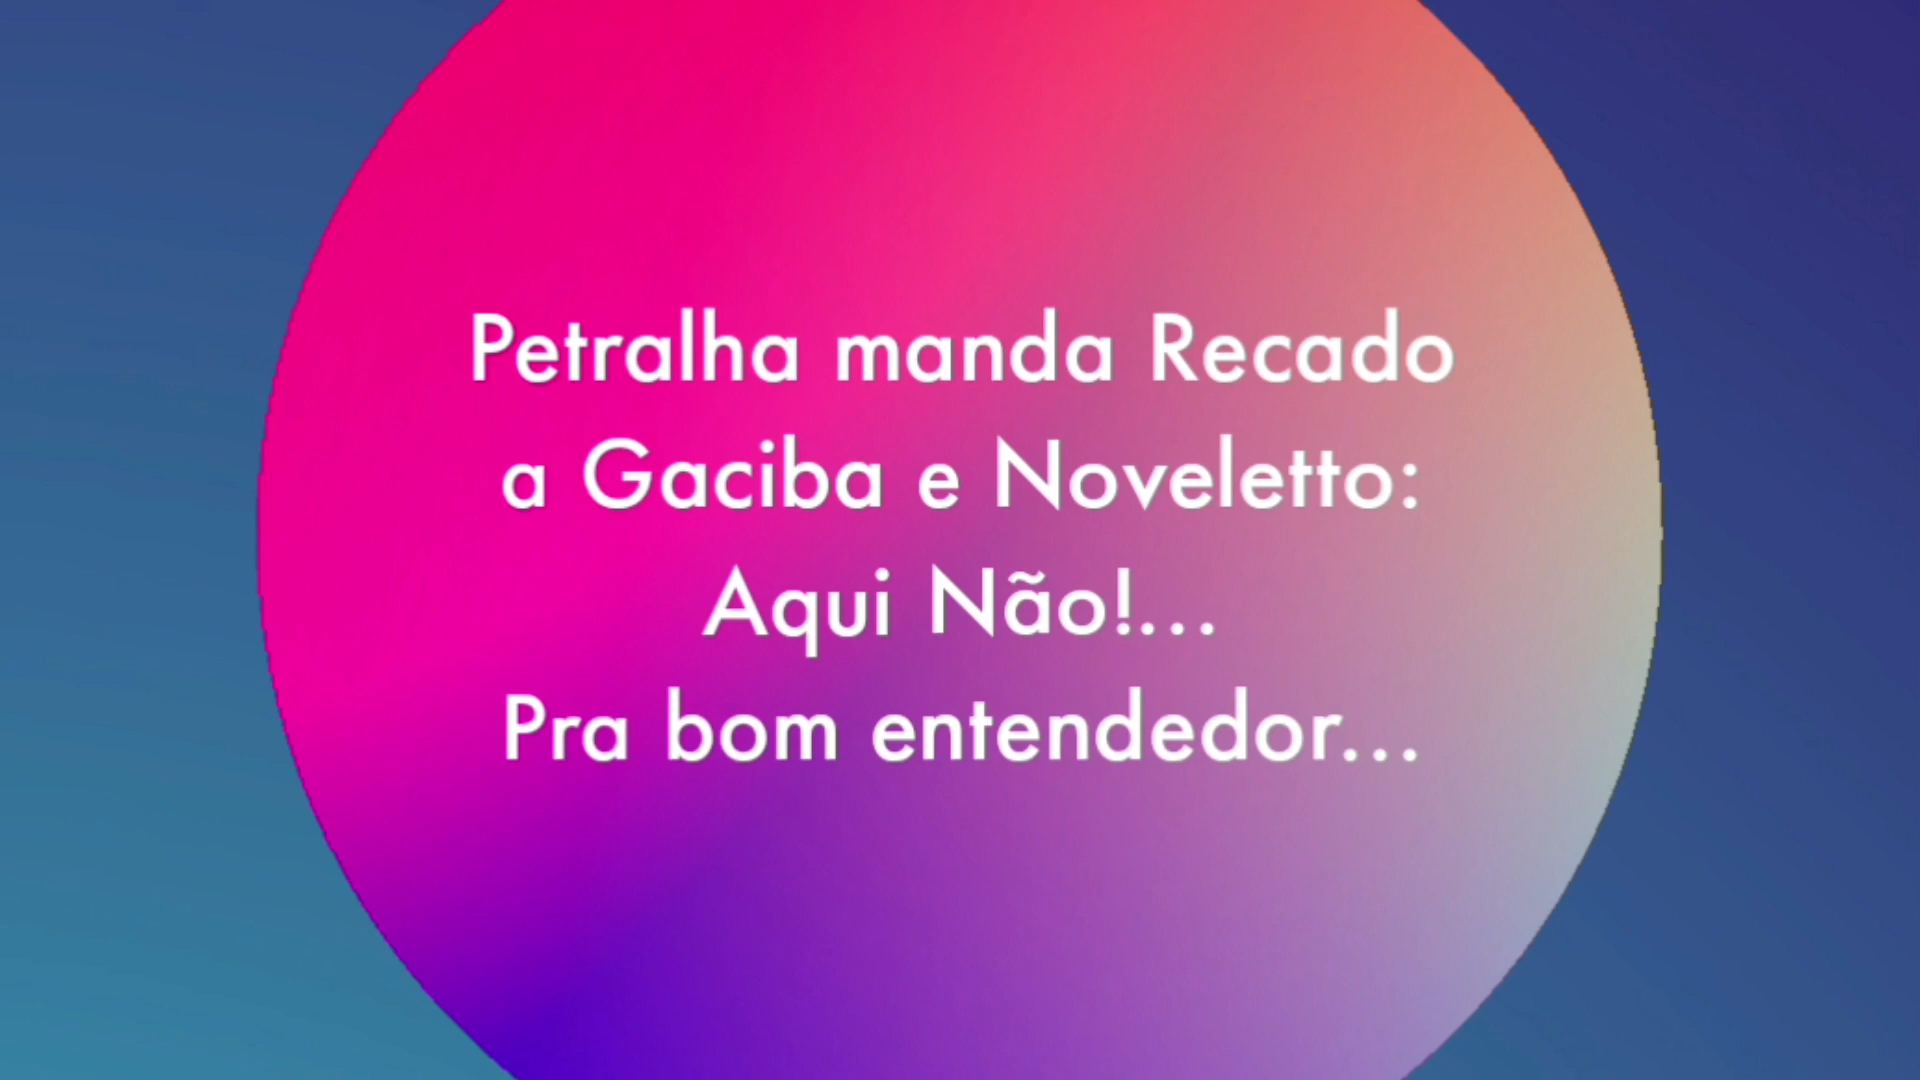 Petralha manda Recado
a Gaciba e Noveletto:
Aqui Não!...
Pra bom entendedor...